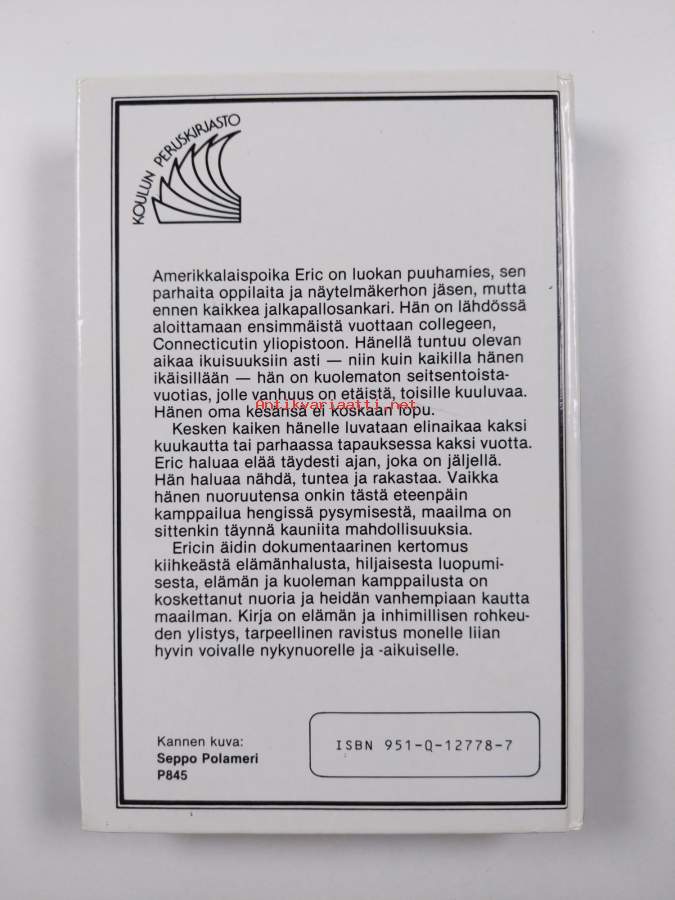 KOULUN PERUSKIRJASTO
Amerikkalaispoika Eric on luokan puuhamies, sen
parhaita oppilaita ja näytelmäkerhon jäsen, mutta
ennen kaikkea jalkapallosankari. Hän on lähdössä
aloittamaan ensimmäistä vuottaan collegeen,
Connecticutin yliopistoon. Hänellä tuntuu olevan
aikaa ikuisuuksiin asti — niin kuin kaikilla hänen
ikäisillään — hän on kuolematon seitsentoista-
vuotias, jolle vanhuus on etäistä, toisille kuuluvaa.
Antikvariaatti.net
Hänen oma kesänsä ei koskaan lopu.
Kesken kaiken hänelle luvataan elinaikaa kaksi
kuukautta tai parhaassa tapauksessa kaksi vuotta.
Eric haluaa elää täydesti ajan, joka on jäljellä.
Hän haluaa nähdä, tuntea ja rakastaa. Vaikka
hänen nuoruutensa onkin tästä eteenpäin
kamppailua hengissä pysymisestä, maailma on
sittenkin täynnä kauniita mahdollisuuksia.
Ericin äidin dokumentaarinen kertomus
kiihkeästä elämänhalusta, hiljaisesta luopumi-
sesta, elämän ja kuoleman kamppailusta on
koskettanut nuoria ja heidän vanhempiaan kautta
maailman. Kirja on elämän ja inhimillisen rohkeu-
den ylistys, tarpeellinen ravistus monelle liian
hyvin voivalle nykynuorelle ja -aikuiselle.
Kannen kuva:
Seppo Polameri
P845
ISBN 951-0-12778-7